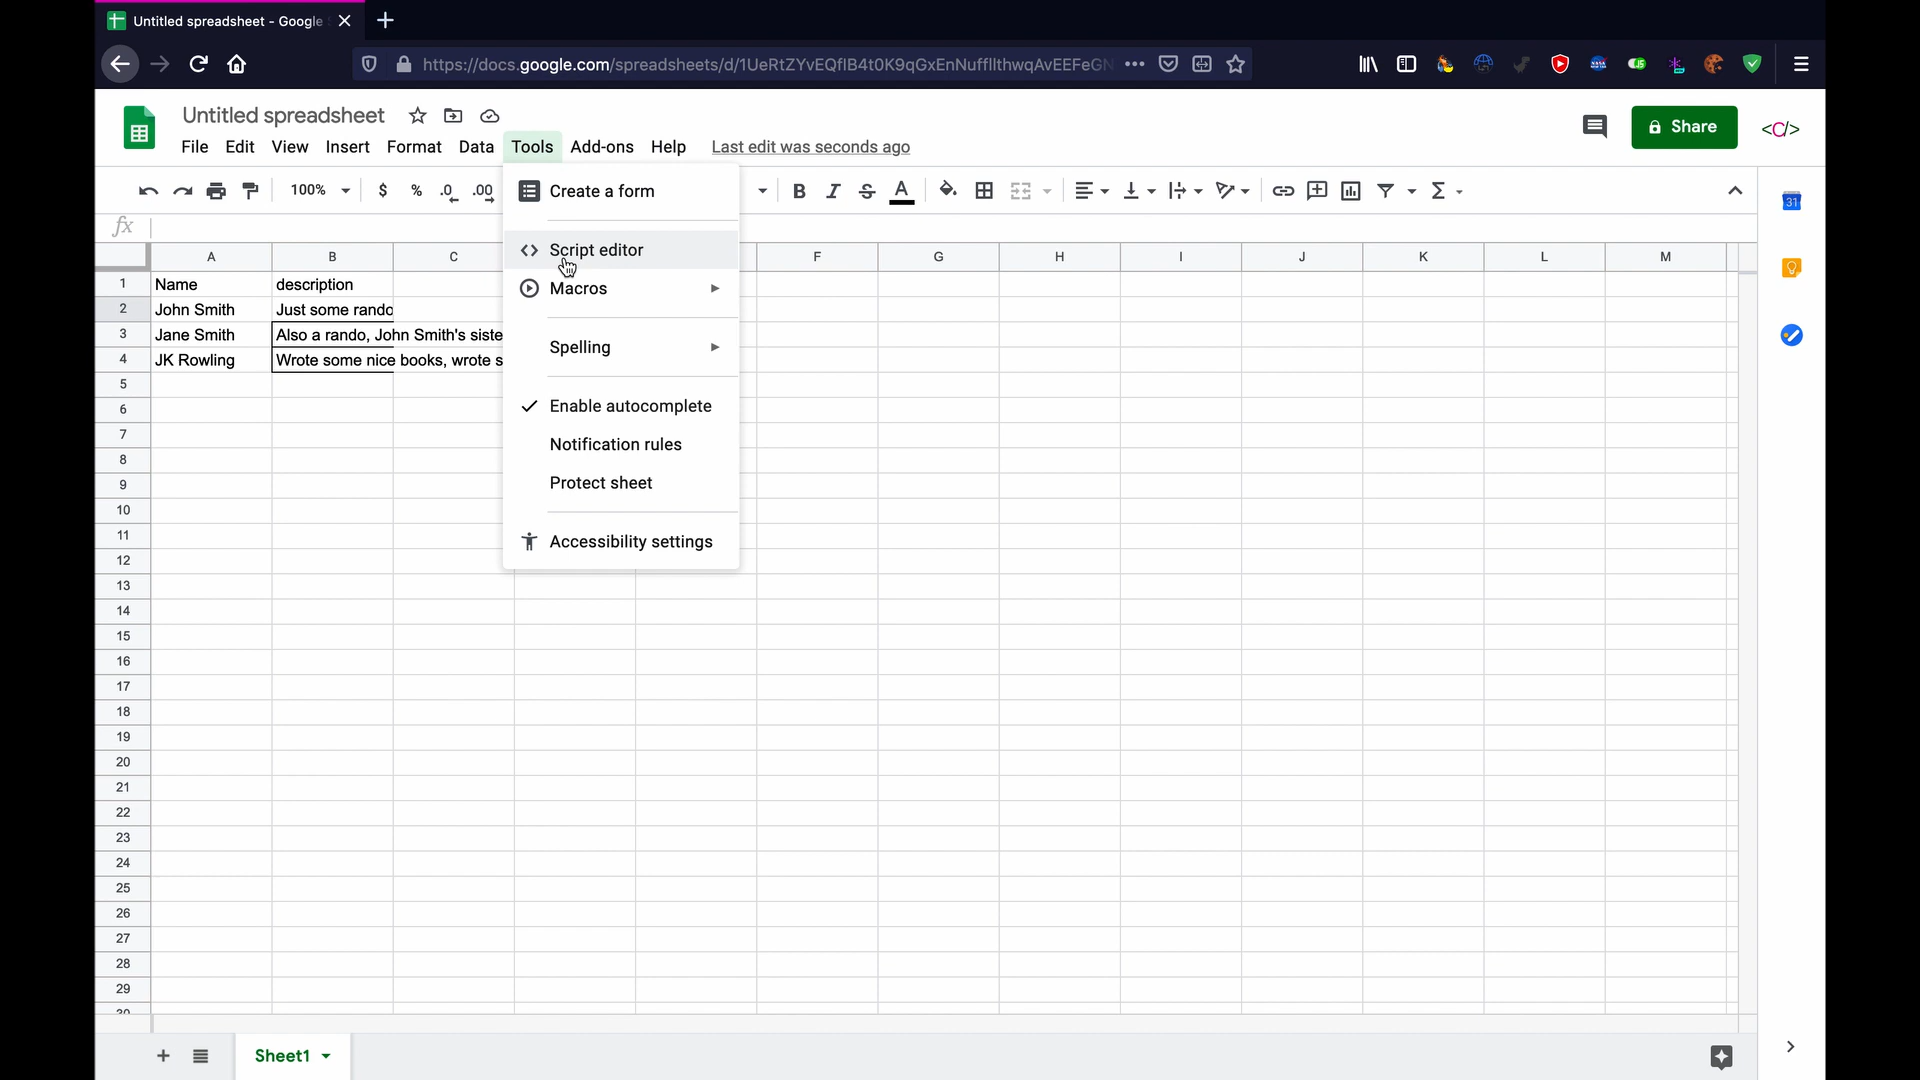 Untitled spreadsheet - Google
https://docs.google.com/spreadsheets/d/
Untitled spreadsheet
Share
File Edit View Insert Format Data Tools Add-ons Help Last edit was seconds ago
100% $ % .0 .00 B I S A
Create a form
fx
Script editor
A B C F G H I J K L M
1 Name description
Macros
2 John Smith Just some rando
3 Jane Smith Also a rando, John Smith's siste
Spelling
4 JK Rowling Wrote some nice books, wrote s
5
6
Enable autocomplete
7
Notification rules
8
9
Protect sheet
10
11
Accessibility settings
12
13
14
15
16
17
18
19
20
21
22
23
24
25
26
27
28
29
30
Sheet1